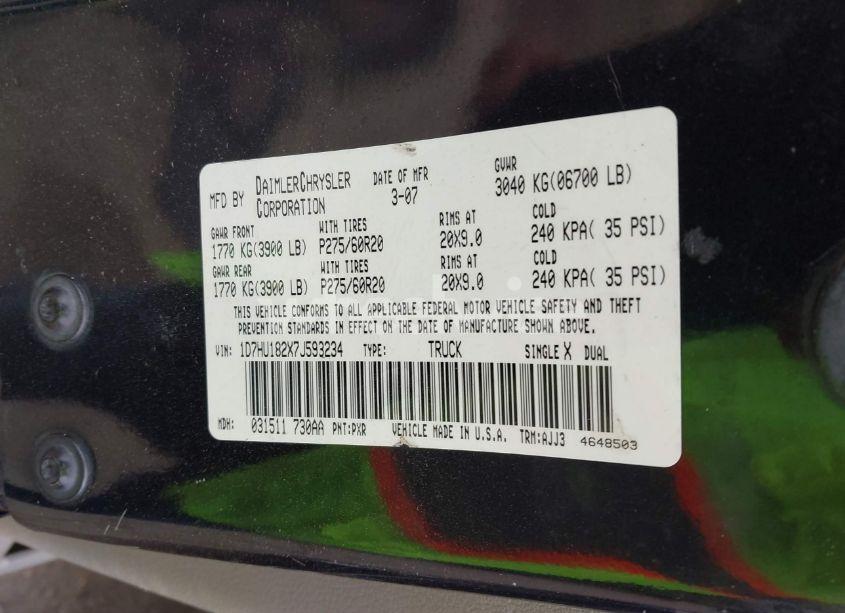 MFD BY DAIMLERCHRYSLER CORPORATION DATE OF MFR 3-07 GVWR 3040 KG(06700 LB)
GAWR FRONT WITH TIRES RIMS AT COLD
1770 KG(3900 LB) P275/60R20 20X9.0 240 KPA( 35 PSI)
GAWR REAR WITH TIRES RIMS AT COLD
1770 KG(3900 LB) P275/60R20 20X9.0 240 KPA( 35 PSI)
THIS VEHICLE CONFORMS TO ALL APPLICABLE FEDERAL MOTOR VEHICLE SAFETY AND THEFT
PREVENTION STANDARDS IN EFFECT ON THE DATE OF MANUFACTURE SHOWN ABOVE.
VIN: 1D7HU182X7J593234 TYPE: TRUCK SINGLE X DUAL
MDH: 031511 730AA PNT:PXR VEHICLE MADE IN U.S.A. TRM:AJJ3 4648503